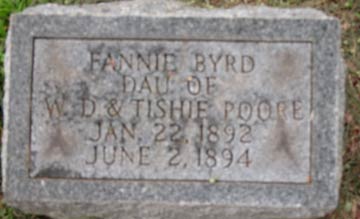 FANNIE BYRD
DAU OF
W. D. & TISHIE POORE
JAN. 22, 1892
JUNE 2, 1894